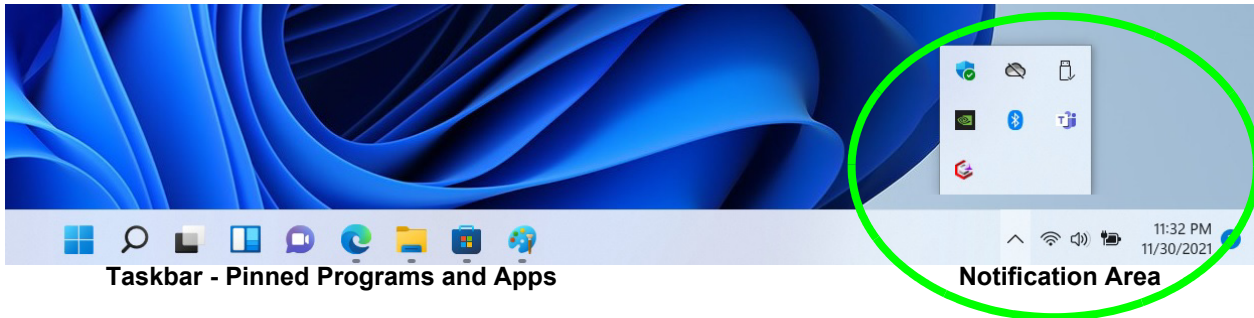 11:32 PM
11/30/2021
Taskbar - Pinned Programs and Apps
Notification Area